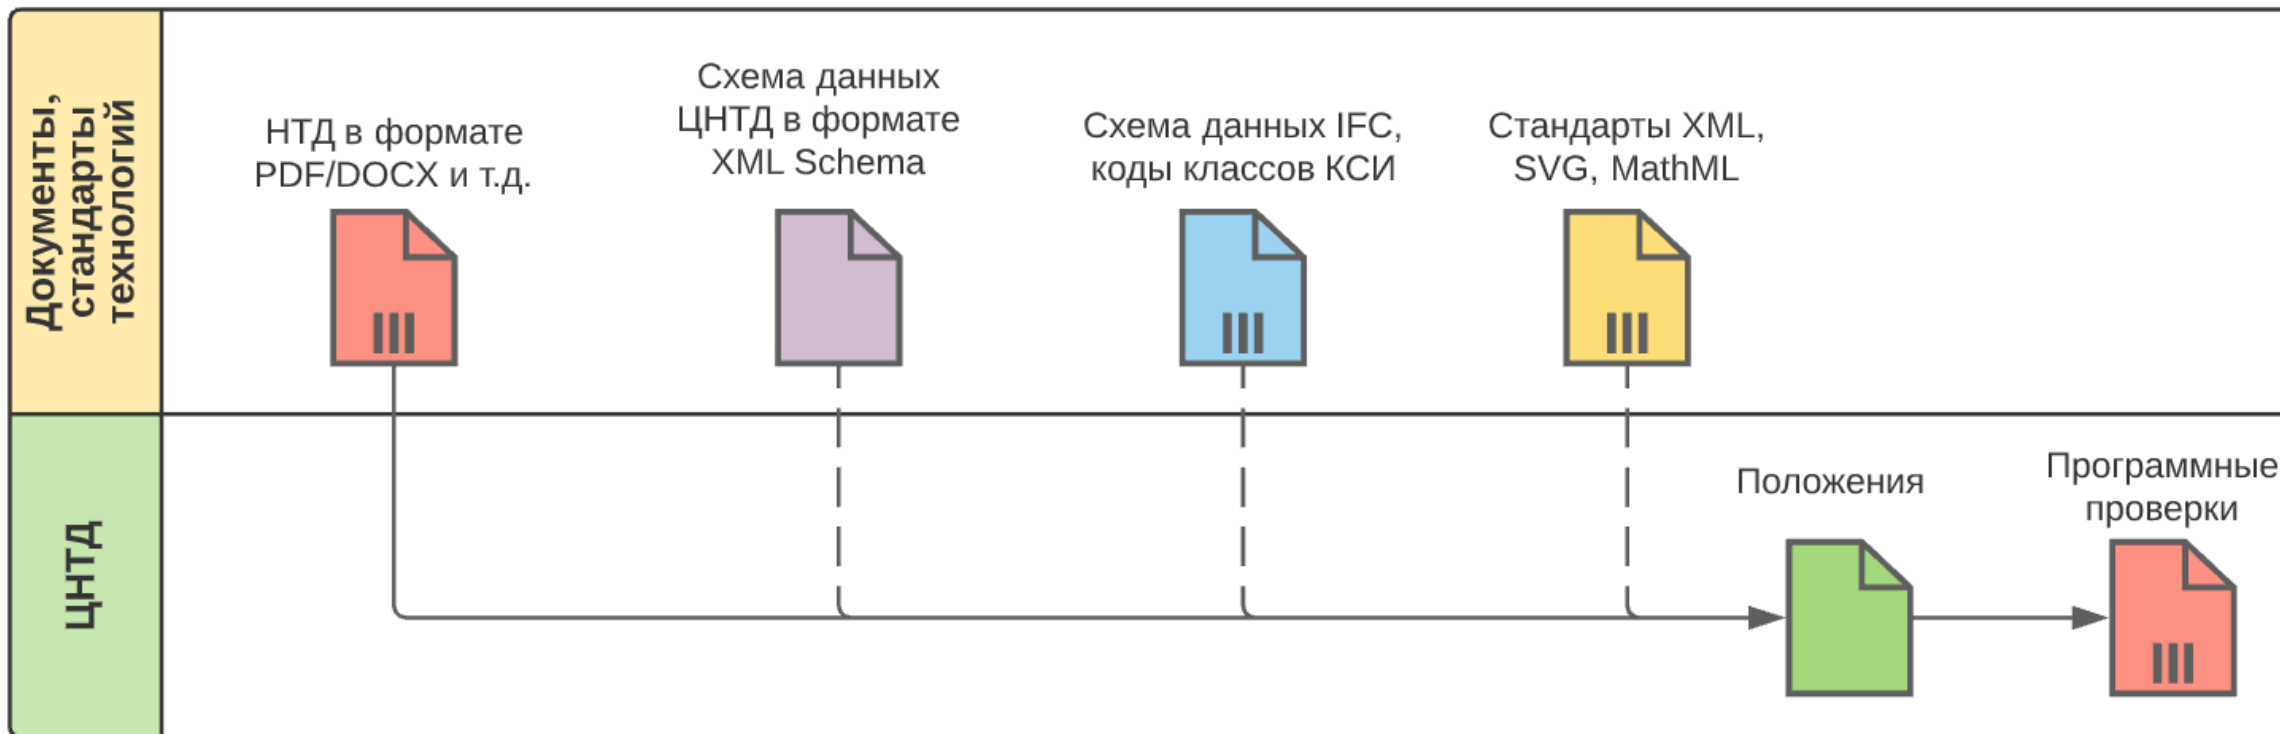 Документы,
стандарты
технологий
НТД в формате
PDF/DOCX и т.д.
Схема данных
ЦНТД в формате
XML Schema
Схема данных IFC,
коды классов КСИ
Стандарты XML,
SVG, MathML
ЦНТД
Положения
Программные
проверки